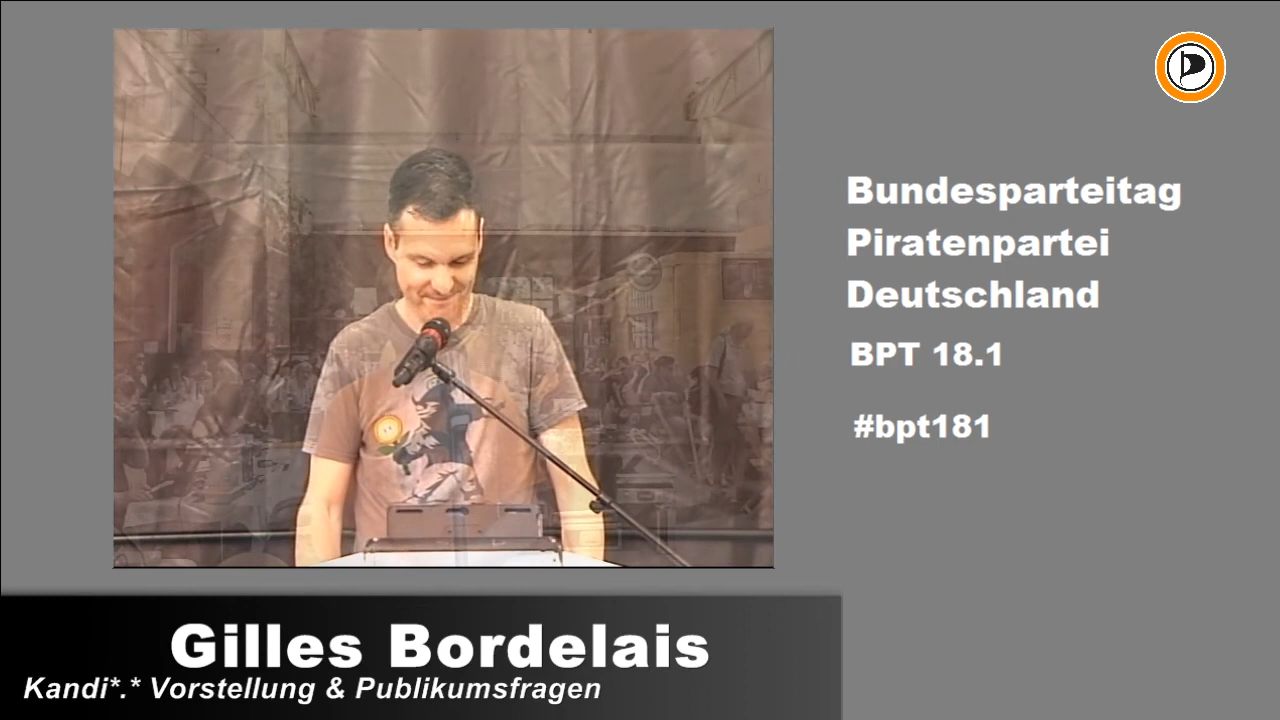 Bundesparteitag
Piratenpartei
Deutschland
BPT 18.1
#bpt181
Gilles Bordelais
Kandi*.* Vorstellung & Publikumsfragen